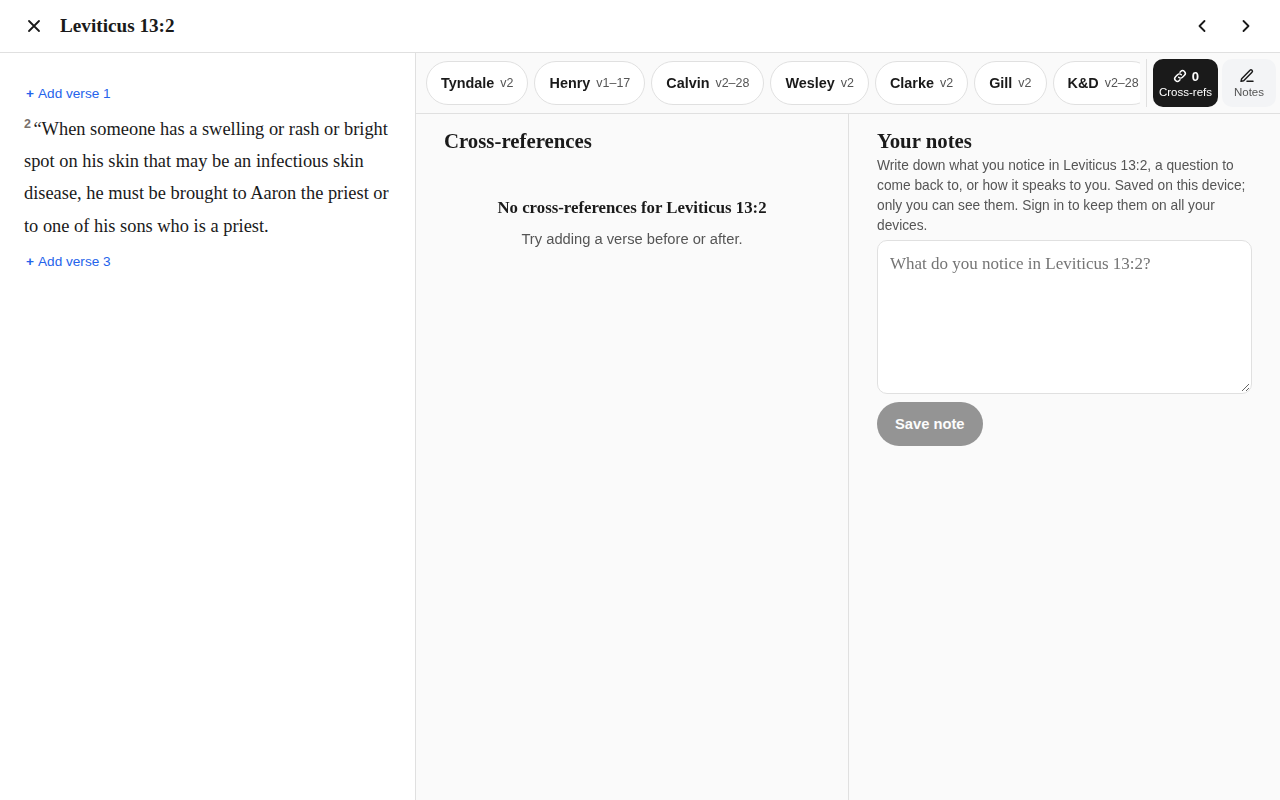 Leviticus 13:2
+ Add verse 1
2 “When someone has a swelling or rash or bright
spot on his skin that may be an infectious skin
disease, he must be brought to Aaron the priest or
to one of his sons who is a priest.
+ Add verse 3
Tyndale v2
Henry v1–17
Calvin v2–28
Wesley v2
Clarke v2
Gill v2
K&D v2–28
0
Cross-refs
Notes
Cross-references
No cross-references for Leviticus 13:2
Try adding a verse before or after.
Your notes
Write down what you notice in Leviticus 13:2, a question to
come back to, or how it speaks to you. Saved on this device;
only you can see them. Sign in to keep them on all your
devices.
What do you notice in Leviticus 13:2?
Save note